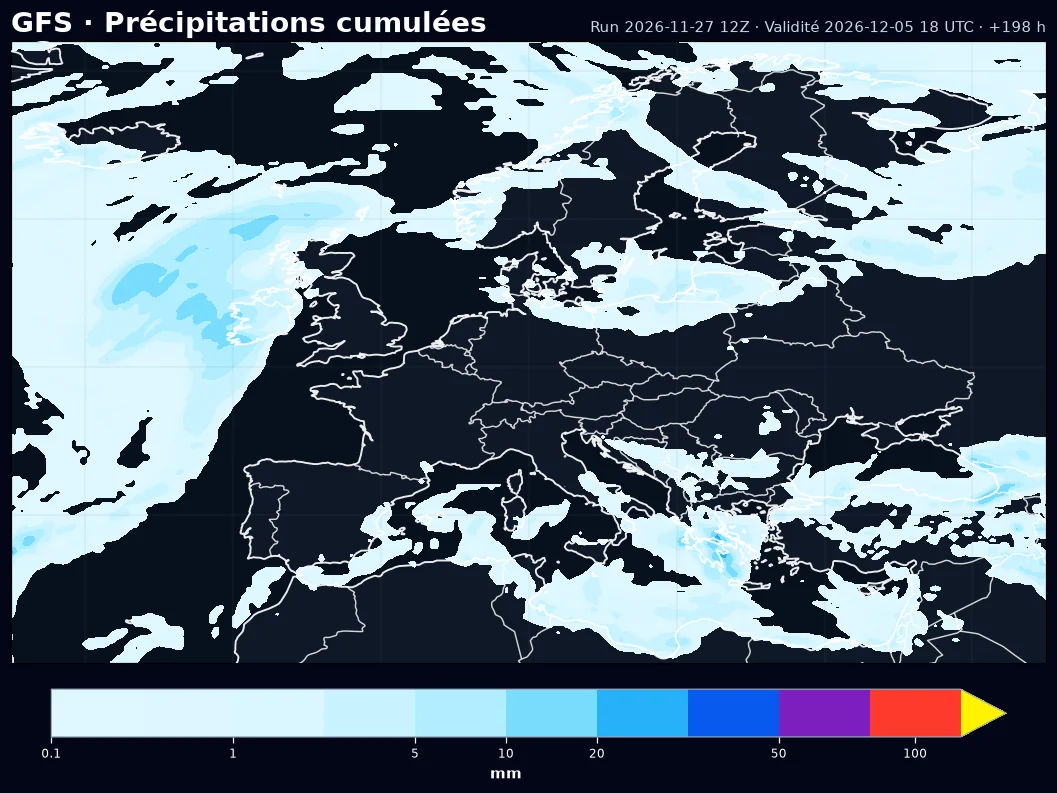 GFS · Précipitations cumulées
Run 2026-11-27 12Z · Validité 2026-12-05 18 UTC · +198 h
0.1 1 5 10 20 50 100
mm